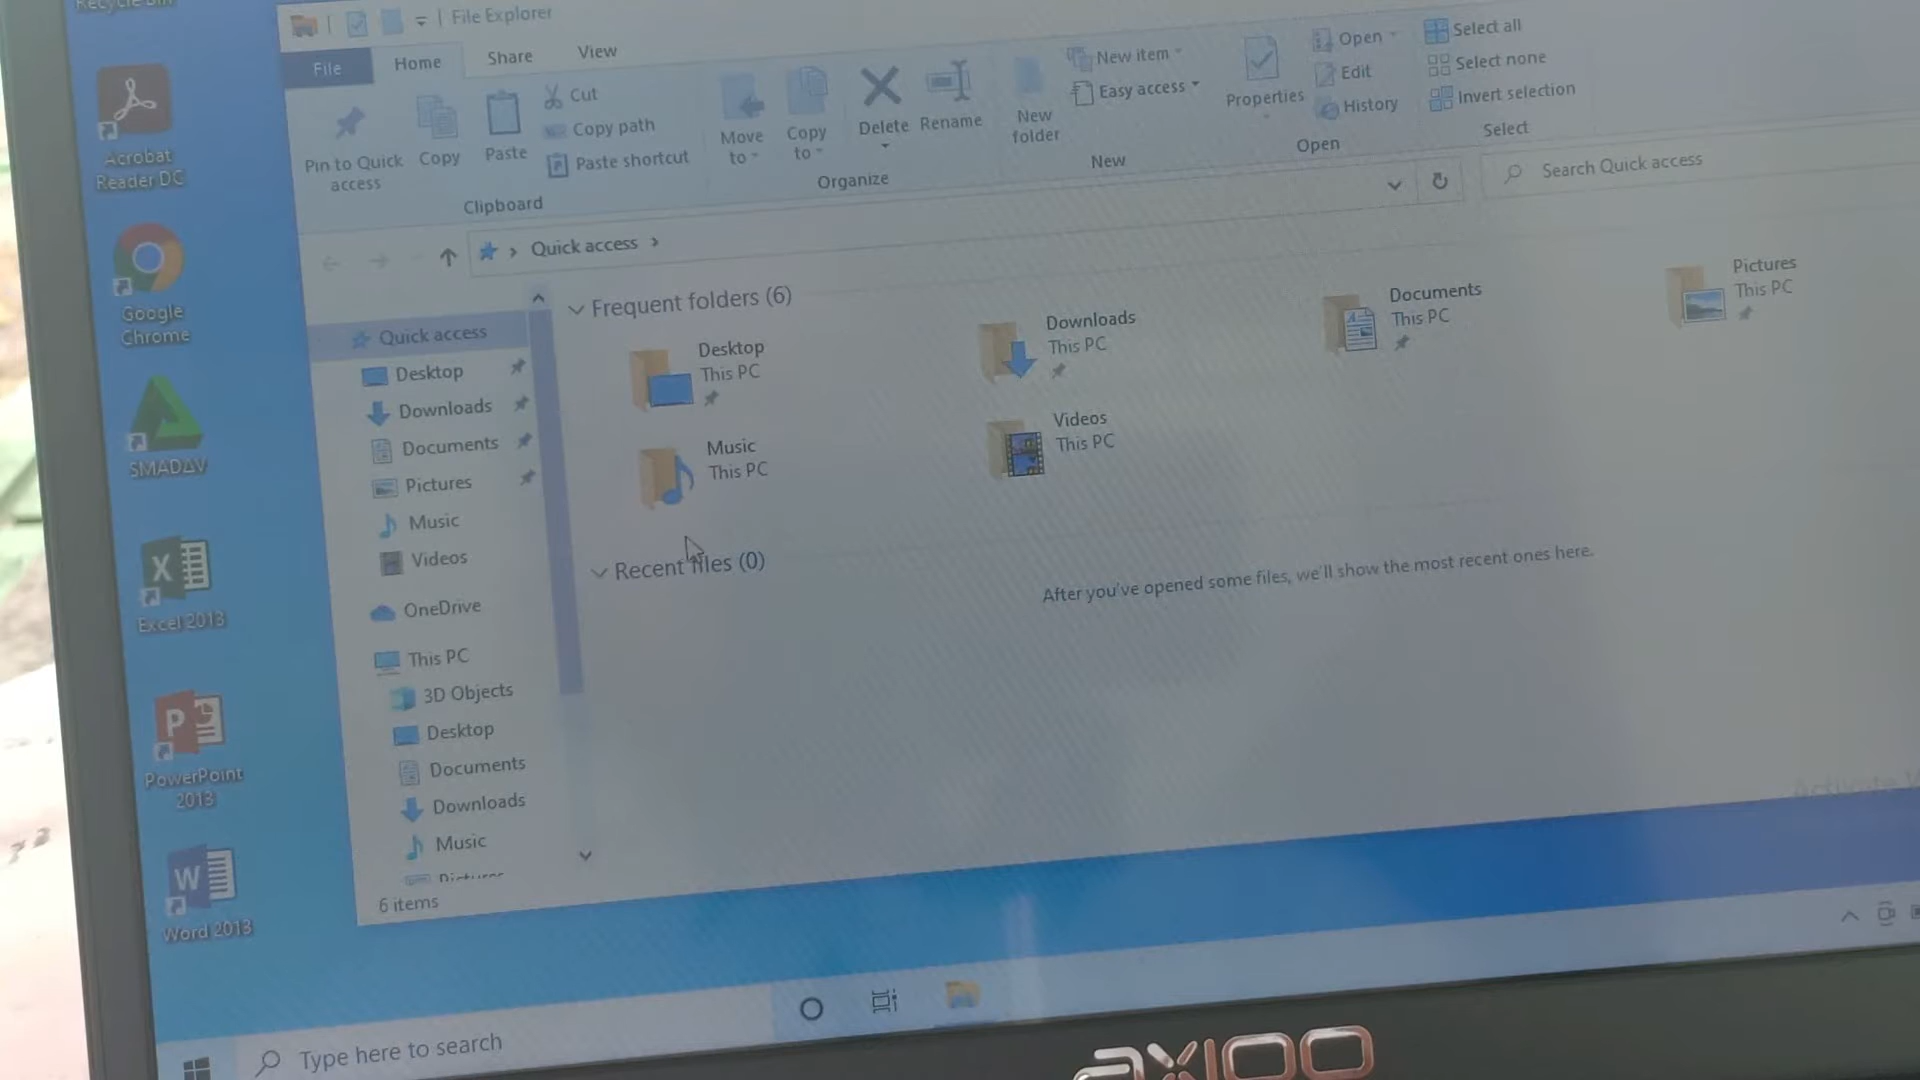 Recycle Bin
File Explorer
File Home Share View
Pin to Quick access
Copy
Paste
Cut
Copy path
Paste shortcut
Clipboard
Move to
Copy to
Delete
Rename
Organize
New folder
New item
Easy access
New
Properties
Open
Edit
History
Open
Select all
Select none
Invert selection
Select
Quick access
Search Quick access
Acrobat
Reader DC
Google
Chrome
SMADΔV
Excel 2013
PowerPoint
2013
Word 2013
Quick access
Desktop
Downloads
Documents
Pictures
Music
Videos
OneDrive
This PC
3D Objects
Desktop
Documents
Downloads
Music
Pictures
6 items
Frequent folders (6)
Desktop
This PC
Downloads
This PC
Documents
This PC
Pictures
This PC
Music
This PC
Videos
This PC
Recent files (0)
After you've opened some files, we'll show the most recent ones here.
Activate
Type here to search
AXIOO